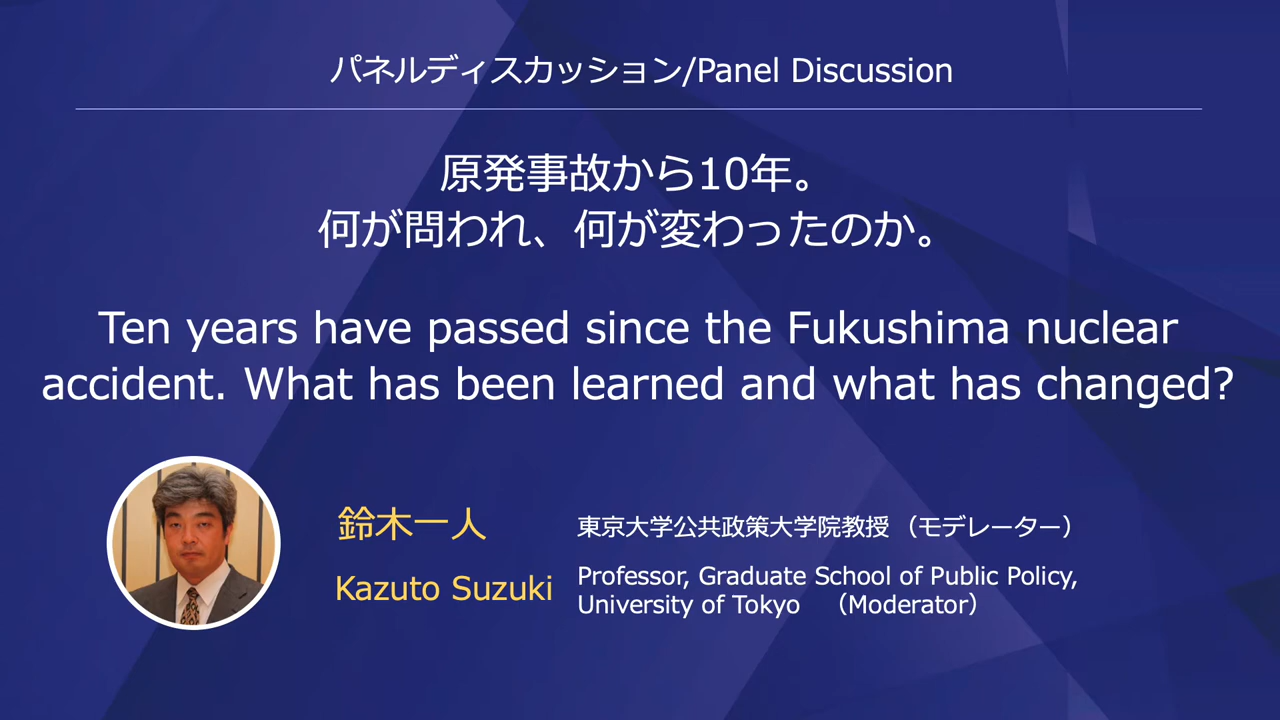 パネルディスカッション/Panel Discussion
原発事故から10年。
何が問われ、何が変わったのか。
Ten years have passed since the Fukushima nuclear
accident. What has been learned and what has changed?
鈴木一人
東京大学公共政策大学院教授（モデレーター）
Kazuto Suzuki
Professor, Graduate School of Public Policy,
University of Tokyo　（Moderator）